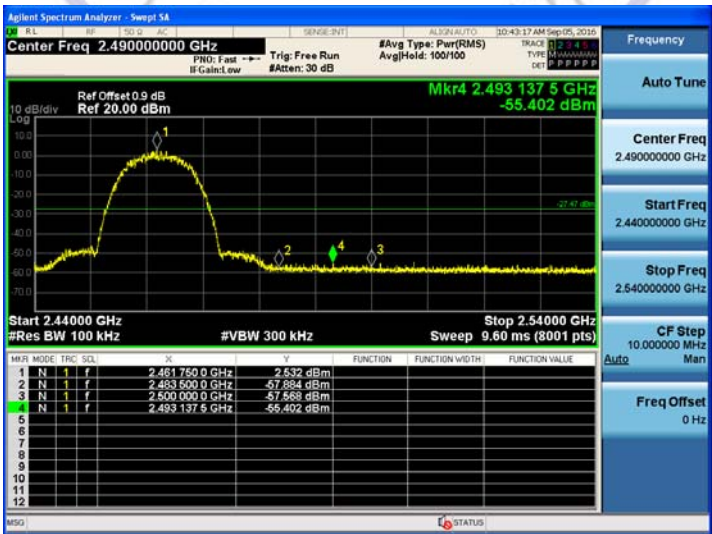 Agilent Spectrum Analyzer - Swept SA
RL RF 50 Ω AC SENSE:INT ALIGN AUTO 10:43:17 AM Sep 05, 2016
Center Freq 2.490000000 GHz
PNO: Fast
IFGain:Low
Trig: Free Run
#Atten: 30 dB
#Avg Type: Pwr(RMS)
Avg|Hold: 100/100
TRACE 1 2 3 4 5 6
TYPE
DET P P P P P P
Frequency
Auto Tune
Center Freq
2.490000000 GHz
Start Freq
2.440000000 GHz
Stop Freq
2.540000000 GHz
CF Step
10.000000 MHz
Auto Man
Freq Offset
0 Hz
Mkr4 2.493 137 5 GHz
-55.402 dBm
Ref Offset 0.9 dB
10 dB/div Ref 20.00 dBm
Log
10.0
0.00
-10.0
-20.0
-30.0
-40.0
-50.0
-60.0
-70.0
1
2
4
3
-27.47 dBm
Start 2.44000 GHz Stop 2.54000 GHz
#Res BW 100 kHz #VBW 300 kHz Sweep 9.60 ms (8001 pts)
MKR MODE TRC SCL X Y FUNCTION FUNCTION WIDTH FUNCTION VALUE
1 N 1 f 2.461 750 0 GHz 2.532 dBm
2 N 1 f 2.483 500 0 GHz -57.884 dBm
3 N 1 f 2.500 000 0 GHz -57.568 dBm
4 N 1 f 2.493 137 5 GHz -55.402 dBm
5
6
7
8
9
10
11
12
MSG STATUS